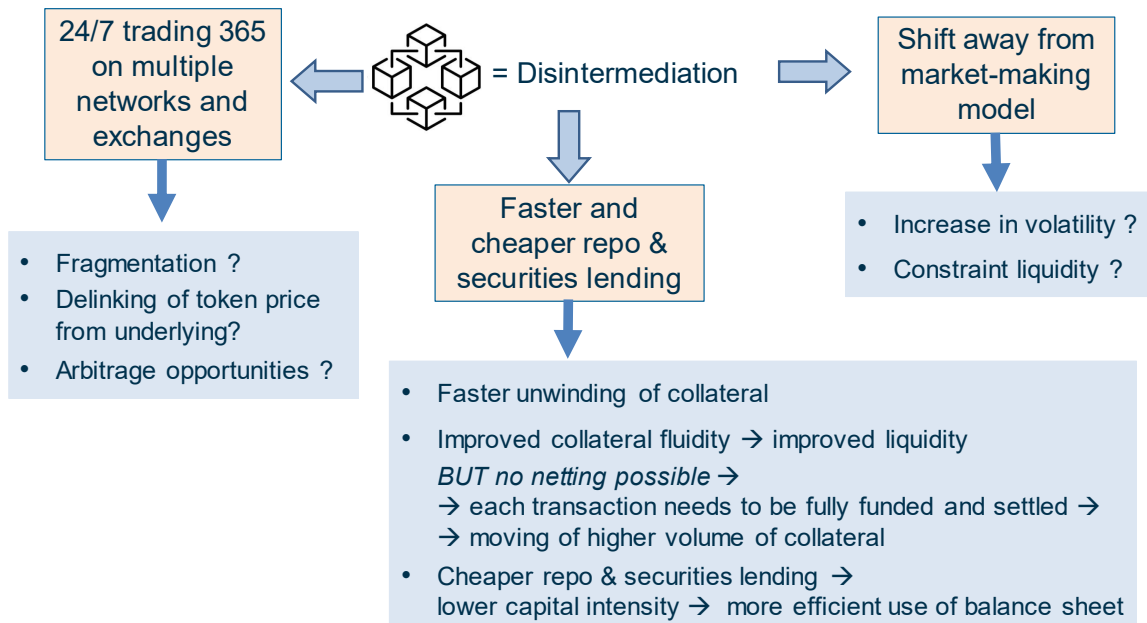 24/7 trading 365
on multiple
networks and
exchanges
= Disintermediation
Shift away from
market-making
model
• Fragmentation ?
• Delinking of token price
from underlying?
• Arbitrage opportunities ?
Faster and
cheaper repo &
securities lending
• Increase in volatility ?
• Constraint liquidity ?
• Faster unwinding of collateral
• Improved collateral fluidity → improved liquidity
BUT no netting possible →
→ each transaction needs to be fully funded and settled →
→ moving of higher volume of collateral
• Cheaper repo & securities lending →
lower capital intensity → more efficient use of balance sheet